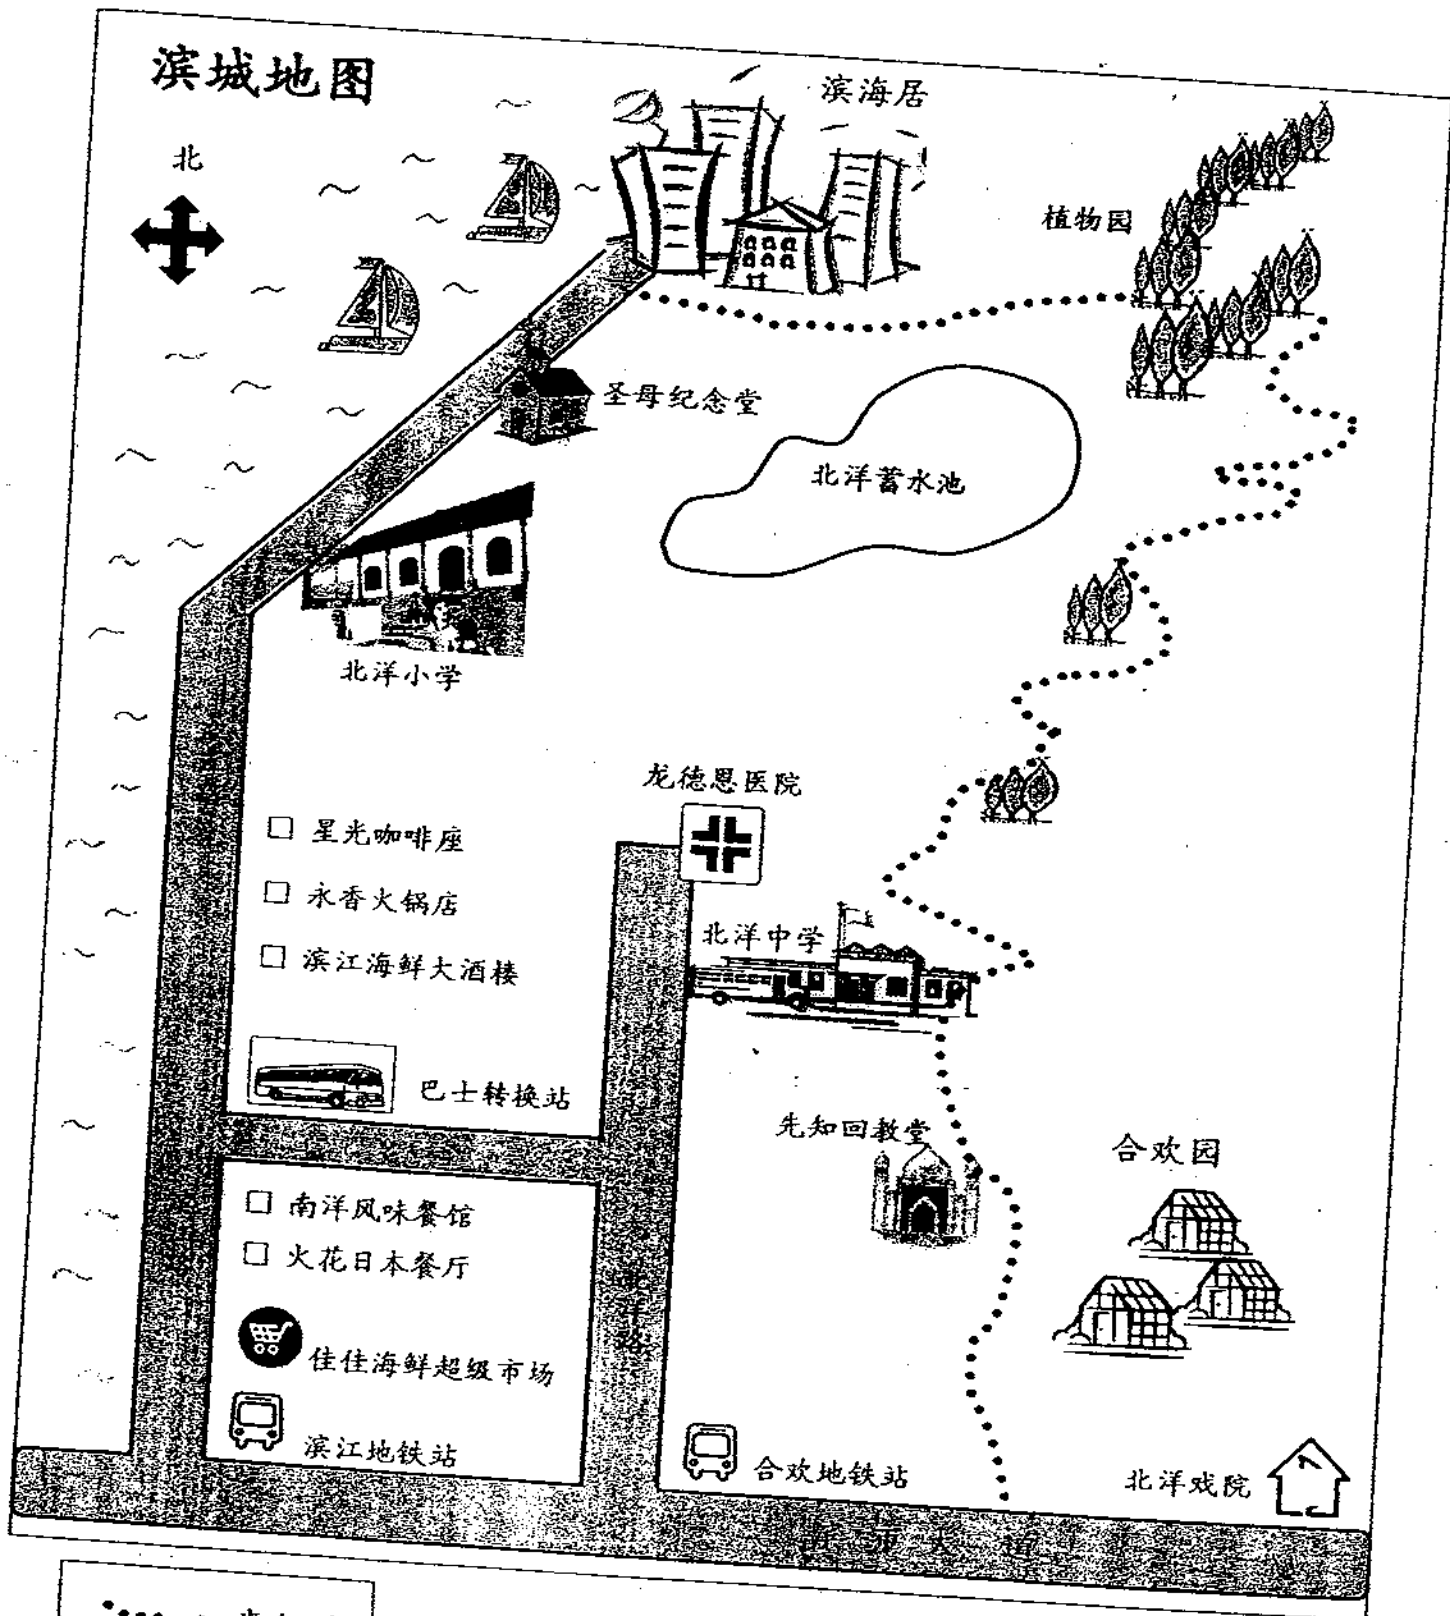 滨城地图
北
滨海居
植物园
圣母纪念堂
北洋蓄水池
北洋小学
龙德恩医院
星光咖啡座
永香火锅店
滨江海鲜大酒楼
北洋中学
巴士转换站
先知回教堂
合欢园
南洋风味餐馆
火花日本餐厅
北洋路
佳佳海鲜超级市场
滨江地铁站
合欢地铁站
北洋戏院